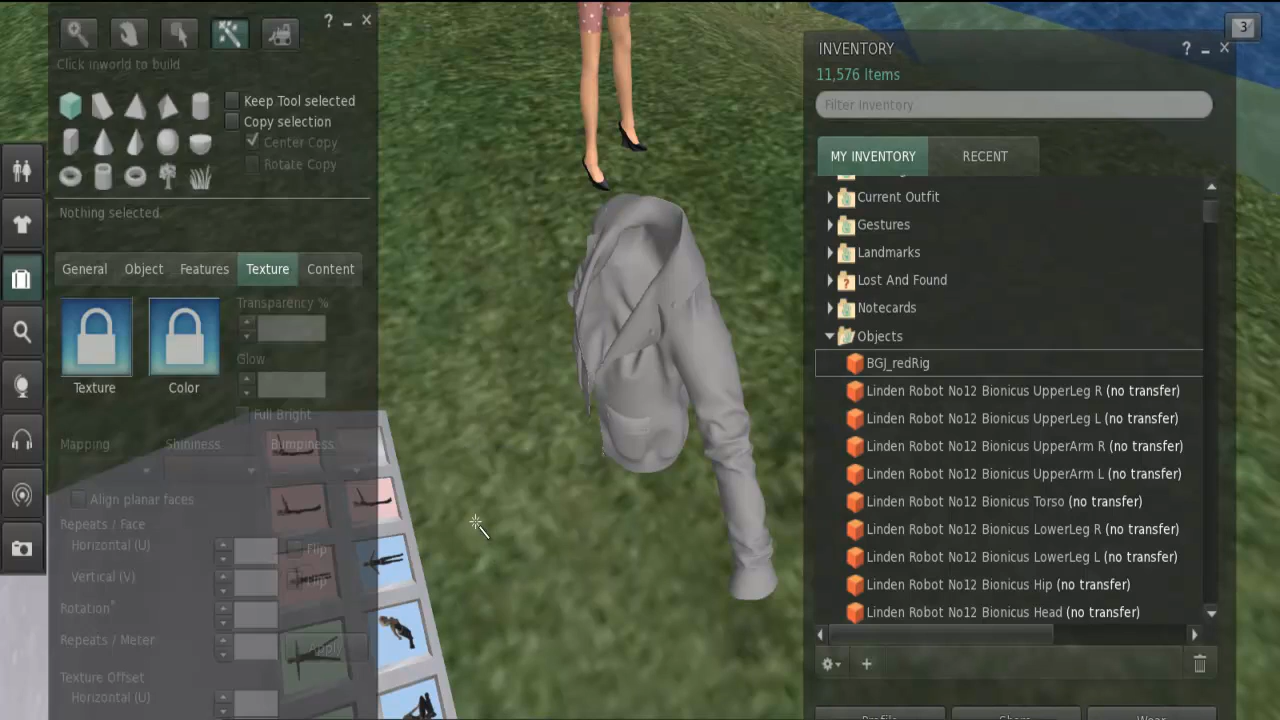 ?
Click inworld to build
Keep Tool selected
Copy selection
Center Copy
Rotate Copy
Nothing selected.
General
Object
Features
Texture
Content
Transparency %
Texture
Color
Glow
Full Bright
Mapping
Shininess
Bumpiness
Align planar faces
Repeats / Face
Horizontal (U)
Flip
Vertical (V)
Flip
Rotation°
Repeats / Meter
Apply
Texture Offset
Horizontal (U)
3
INVENTORY
?
11,576 Items
Filter Inventory
MY INVENTORY
RECENT
Current Outfit
Gestures
Landmarks
Lost And Found
Notecards
Objects
BGJ_redRig
Linden Robot No12 Bionicus UpperLeg R (no transfer)
Linden Robot No12 Bionicus UpperLeg L (no transfer)
Linden Robot No12 Bionicus UpperArm R (no transfer)
Linden Robot No12 Bionicus UpperArm L (no transfer)
Linden Robot No12 Bionicus Torso (no transfer)
Linden Robot No12 Bionicus LowerLeg R (no transfer)
Linden Robot No12 Bionicus LowerLeg L (no transfer)
Linden Robot No12 Bionicus Hip (no transfer)
Linden Robot No12 Bionicus Head (no transfer)
Profile
Share
Wear